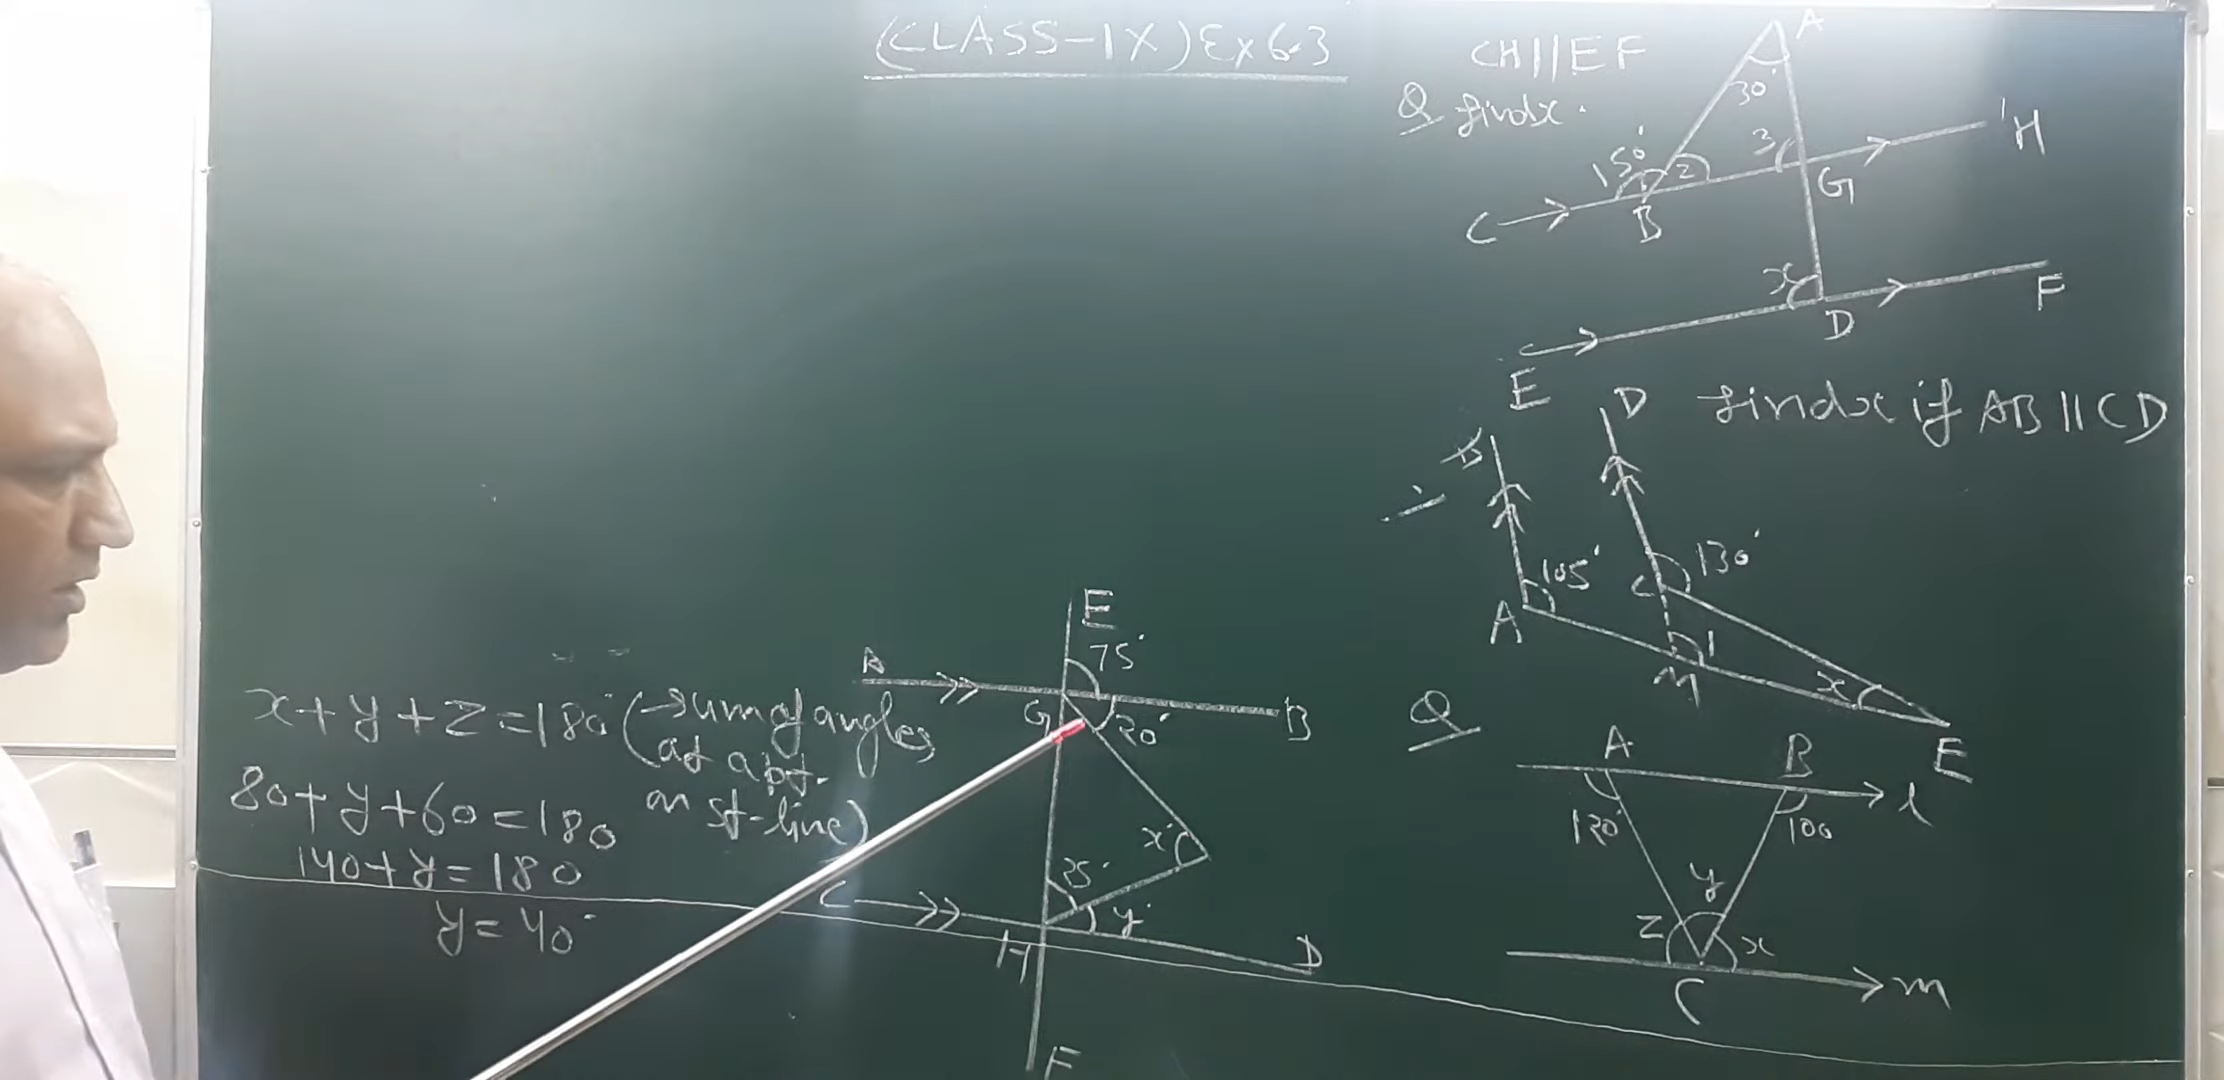 (CLASS-IX) Ex 6.3
CH||EF
Q find x.
A
30°
150°
1
2
3
H
G
C
B
x
D
F
E
find x if AB||CD
D
B
105°
130°
C
A
1
M
x
E
Q
A
B
l
120°
100
y
z
x
C
m
E
75°
A
B
G
20°
x°
25°
y°
C
H
D
F
x+y+z=180° (→sum of angles
at a pt.
on st-line)
80+y+60=180
140+y=180
y=40°